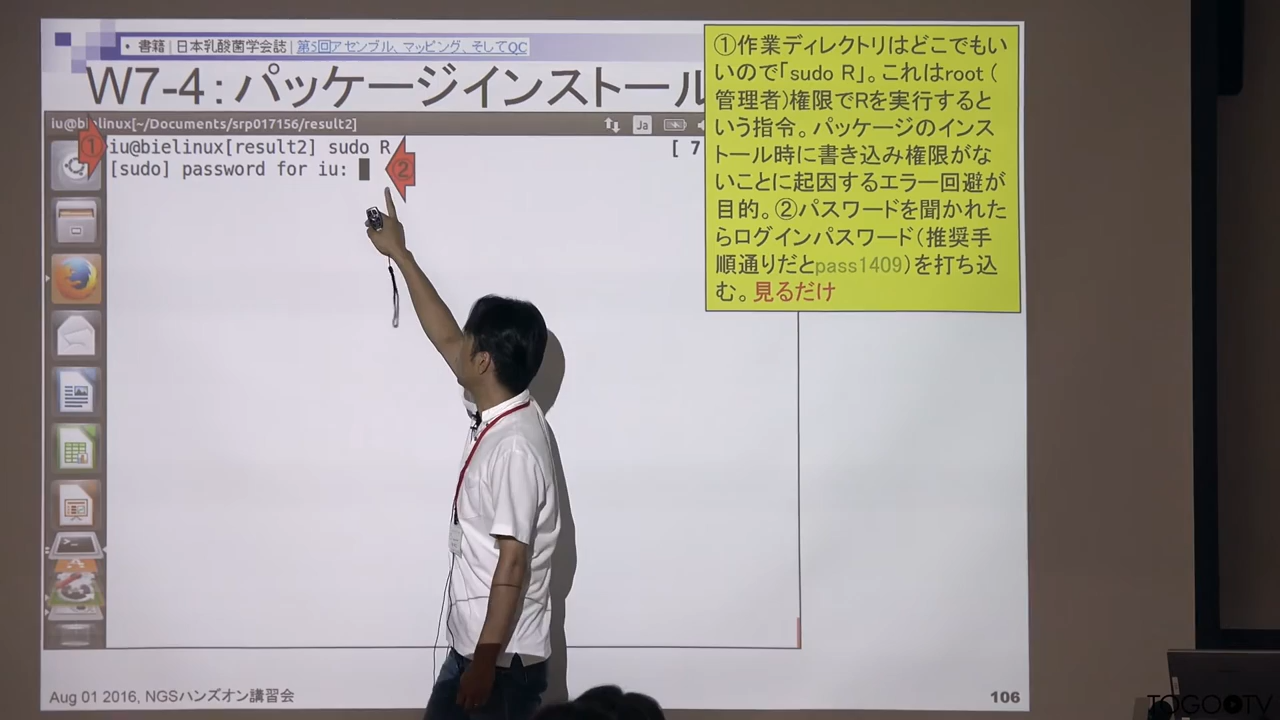 • 書籍 | 日本乳酸菌学会誌 | 第5回アセンブル、マッピング、そしてQC
W7-4：パッケージインストール
iu@bielinux[~/Documents/srp017156/result2]
Ja
①
iu@bielinux[result2] sudo R
[ 7
[sudo] password for iu:
②
①作業ディレクトリはどこでもい
いので「sudo R」。これはroot（
管理者）権限でRを実行すると
いう指令。パッケージのインス
トール時に書き込み権限がな
いことに起因するエラー回避が
目的。②パスワードを聞かれた
らログインパスワード（推奨手
順通りだとpass1409）を打ち込
む。見るだけ
Aug 01 2016, NGSハンズオン講習会
106
TOGOTV